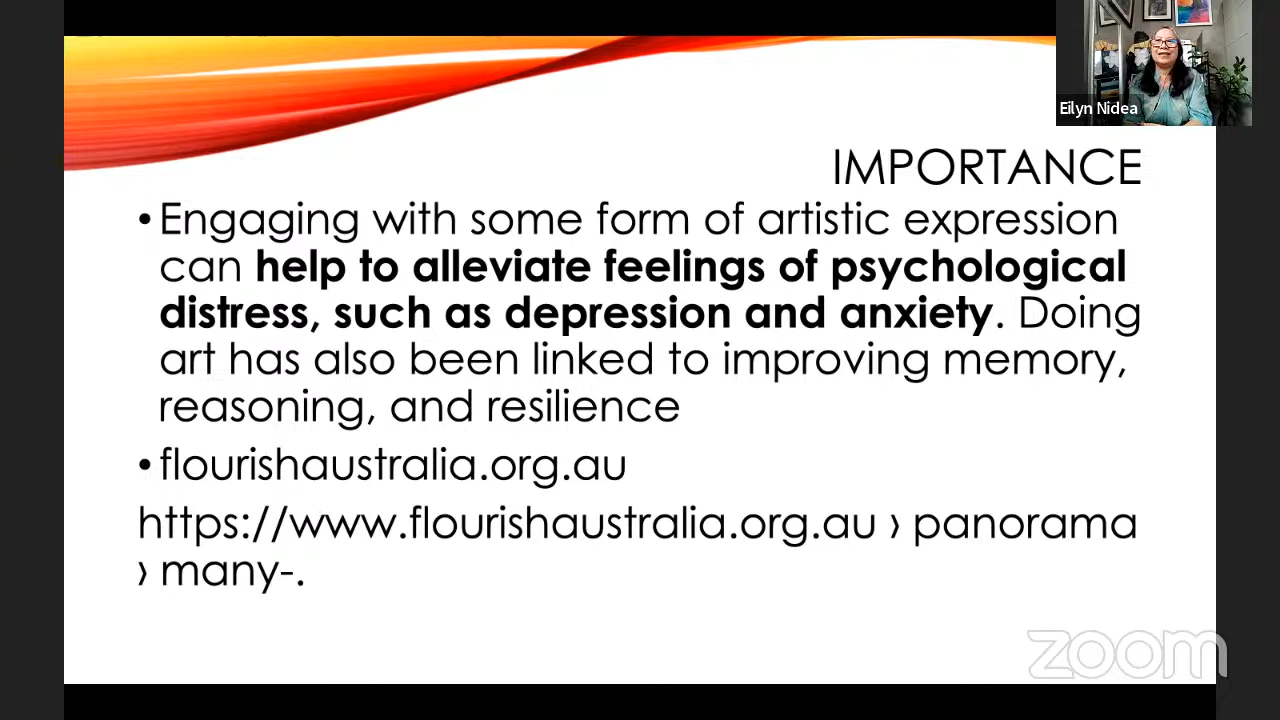 Eilyn Nidea
IMPORTANCE
•Engaging with some form of artistic expression
can help to alleviate feelings of psychological
distress, such as depression and anxiety. Doing
art has also been linked to improving memory,
reasoning, and resilience
•flourishaustralia.org.au
https://www.flourishaustralia.org.au › panorama
› many-.
zoom